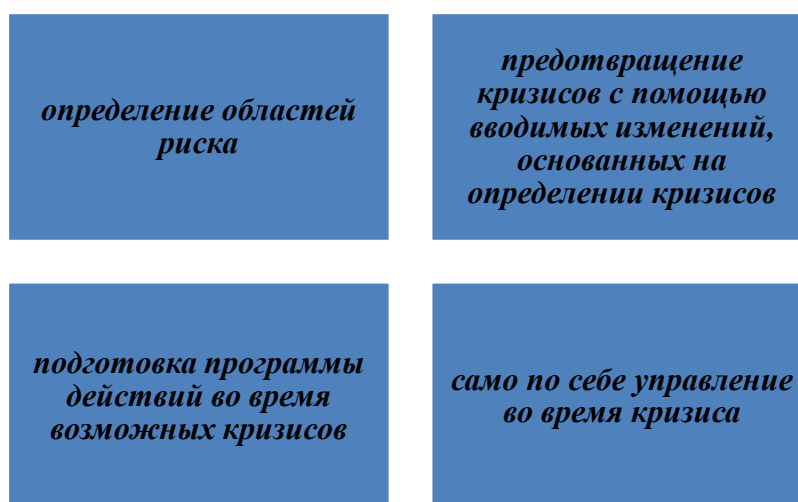 определение областей
риска
предотвращение
кризисов с помощью
вводимых изменений,
основанных на
определении кризисов
подготовка программы
действий во время
возможных кризисов
само по себе управление
во время кризиса